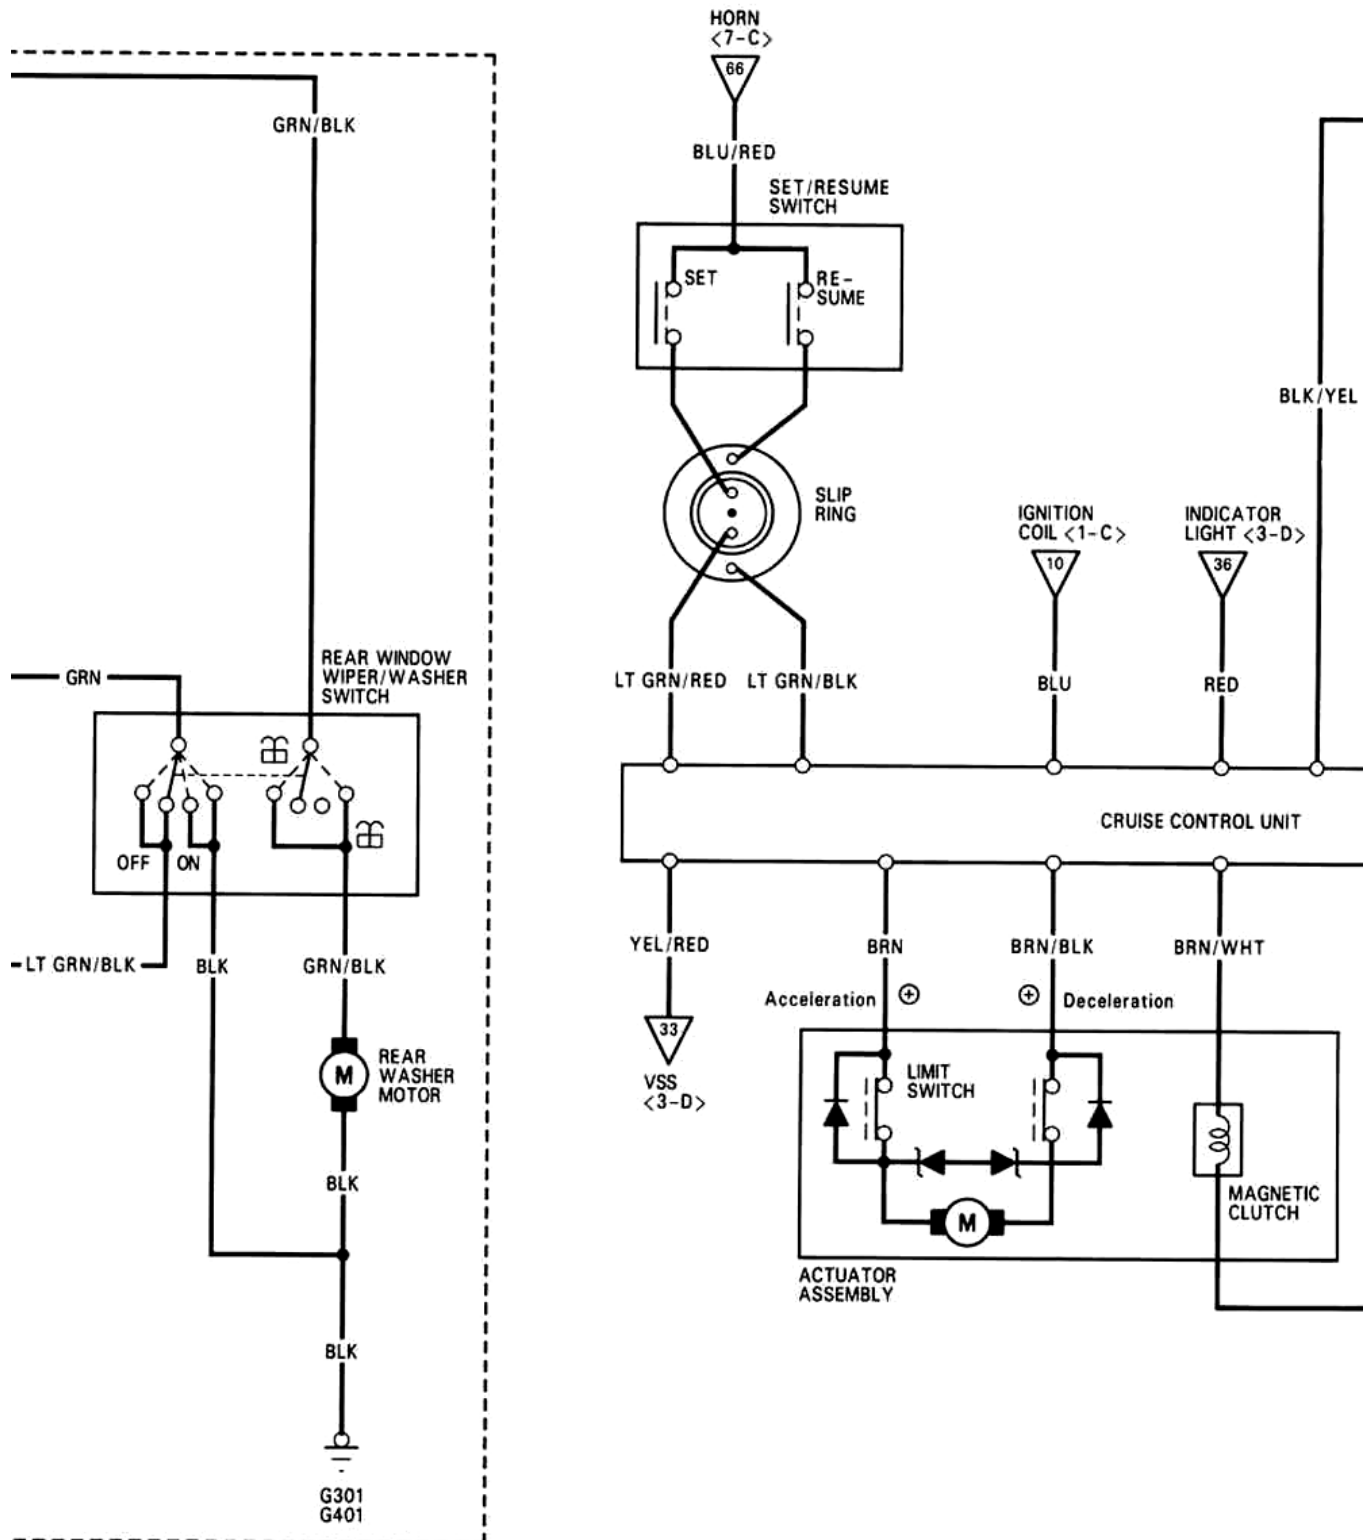 HORN
<7-C>
66
GRN/BLK
BLU/RED
SET/RESUME
SWITCH
SET
RE-
SUME
BLK/YEL
SLIP
RING
IGNITION
COIL <1-C>
10
INDICATOR
LIGHT <3-D>
36
REAR WINDOW
WIPER/WASHER
SWITCH
GRN
LT GRN/RED
LT GRN/BLK
BLU
RED
CRUISE CONTROL UNIT
OFF
ON
LT GRN/BLK
BLK
GRN/BLK
YEL/RED
BRN
BRN/BLK
BRN/WHT
Acceleration
Deceleration
33
VSS
<3-D>
REAR
WASHER
MOTOR
M
LIMIT
SWITCH
BLK
M
MAGNETIC
CLUTCH
ACTUATOR
ASSEMBLY
BLK
G301
G401